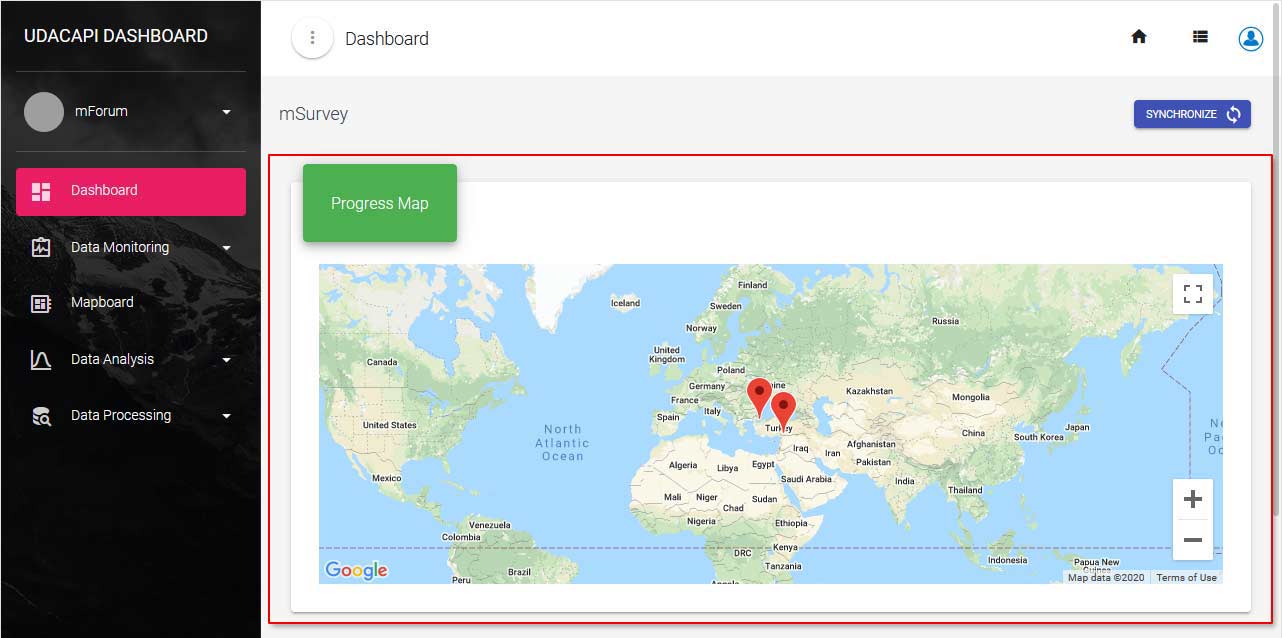 UDACAPI DASHBOARD
Dashboard
mForum
mSurvey
SYNCHRONIZE
Dashboard
Data Monitoring
Mapboard
Data Analysis
Data Processing
Progress Map
Iceland
Finland
Sweden
Norway
Russia
United
Kingdom
Canada
Poland
Germany
ine
Kazakhstan
Mongolia
France
Italy
Spain
United States
Turkey
North
Atlantic
Ocean
China
South Korea
Japan
Iraq
Iran
Afghanistan
Pakistan
Algeria
Libya
Egypt
Saudi Arabia
India
Mexico
Thailand
Mali
Niger
Chad
Sudan
Nigeria
Ethiopia
Venezuela
Colombia
DRC
Kenya
Tanzania
Indonesia
Papua New
Guinea
Peru
Brazil
Angola
Google
Map data ©2020
Terms of Use